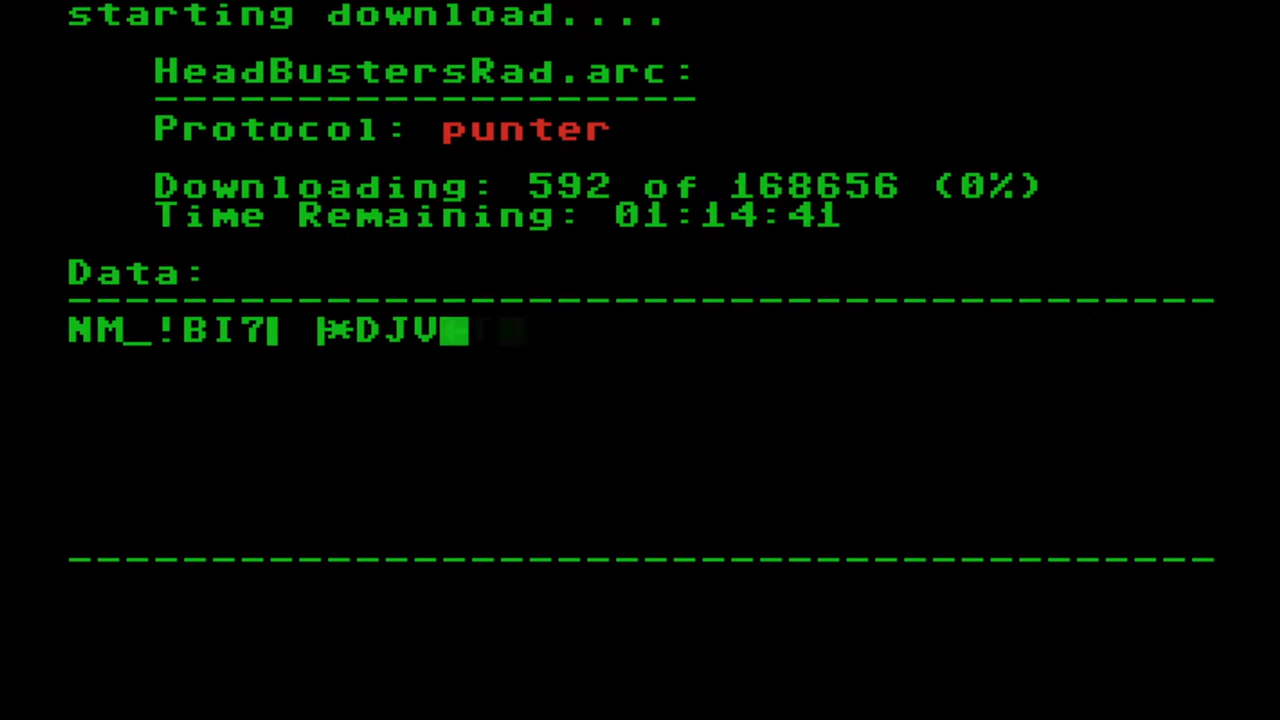 starting download....
HeadBustersRad.arc:
-------------------
Protocol: punter
Downloading: 592 of 168656 (0%)
Time Remaining: 01:14:41
Data:
----------------------------------------
NM_!BI7▌ ├*DJV
----------------------------------------